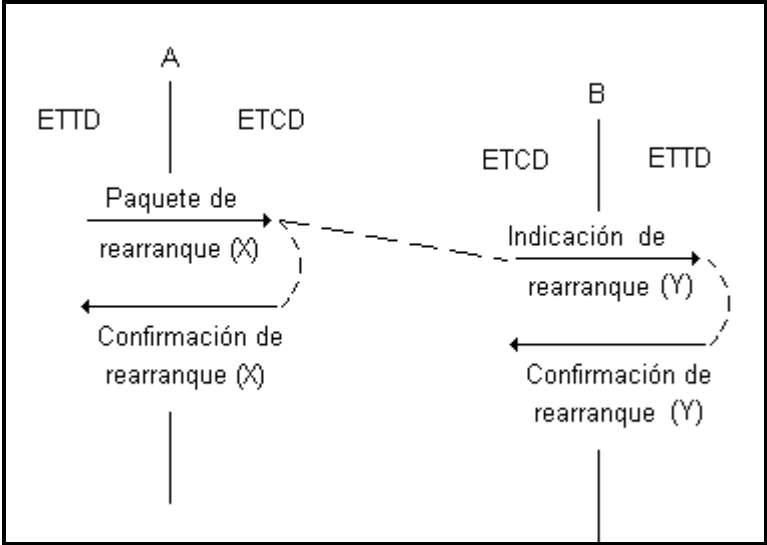 A
ETTD
ETCD
B
ETCD
ETTD
Paquete de
rearranque (X)
Indicación de
rearranque (Y)
Confirmación de
rearranque (X)
Confirmación de
rearranque (Y)